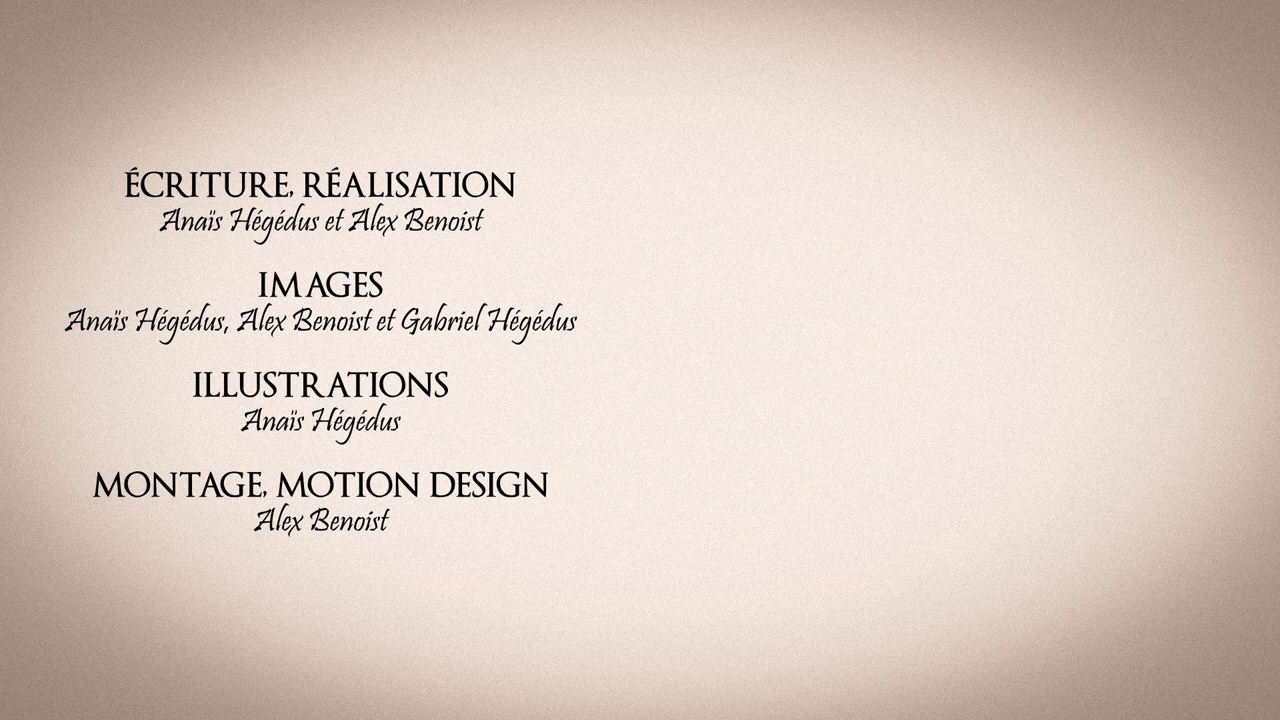 ÉCRITURE, RÉALISATION
Anaïs Hégédus et Alex Benoist
IMAGES
Anaïs Hégédus, Alex Benoist et Gabriel Hégédus
ILLUSTRATIONS
Anaïs Hégédus
MONTAGE, MOTION DESIGN
Alex Benoist